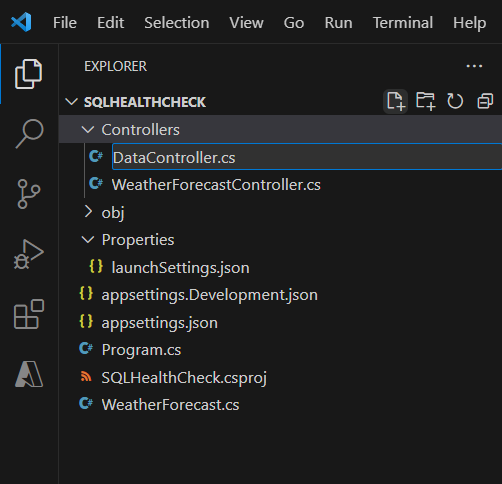 File Edit Selection View Go Run Terminal Help
EXPLORER
SQLHEALTHCHECK
Controllers
C# DataController.cs
C# WeatherForecastController.cs
obj
Properties
{} launchSettings.json
{} appsettings.Development.json
{} appsettings.json
C# Program.cs
SQLHealthCheck.csproj
C# WeatherForecast.cs